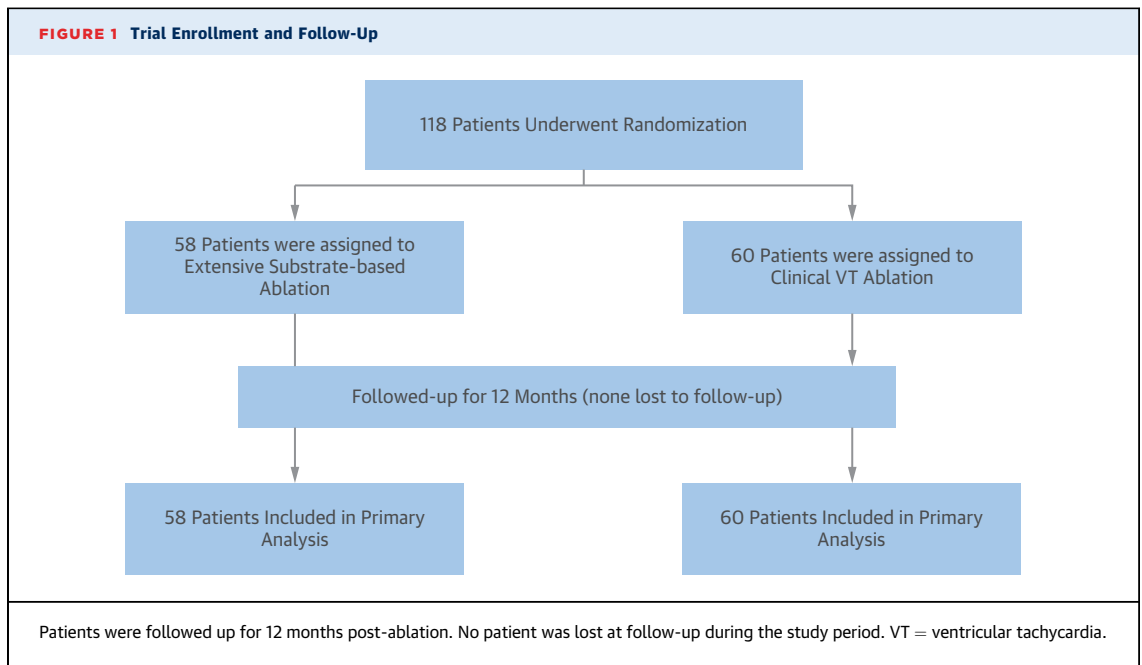 FIGURE 1 Trial Enrollment and Follow-Up
118 Patients Underwent Randomization
58 Patients were assigned to
Extensive Substrate-based
Ablation
60 Patients were assigned to
Clinical VT Ablation
Followed-up for 12 Months (none lost to follow-up)
58 Patients Included in Primary
Analysis
60 Patients Included in Primary
Analysis
Patients were followed up for 12 months post-ablation. No patient was lost at follow-up during the study period. VT = ventricular tachycardia.